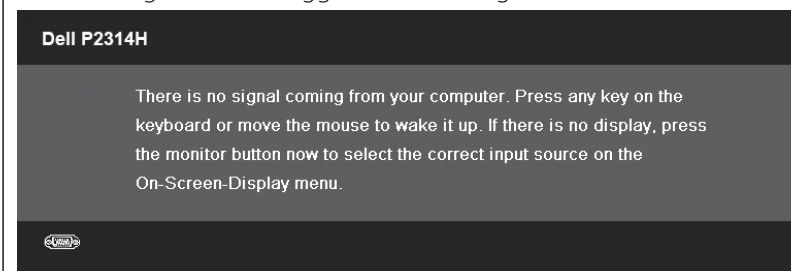 Dell P2314H
There is no signal coming from your computer. Press any key on the
keyboard or move the mouse to wake it up. If there is no display, press
the monitor button now to select the correct input source on the
On-Screen-Display menu.